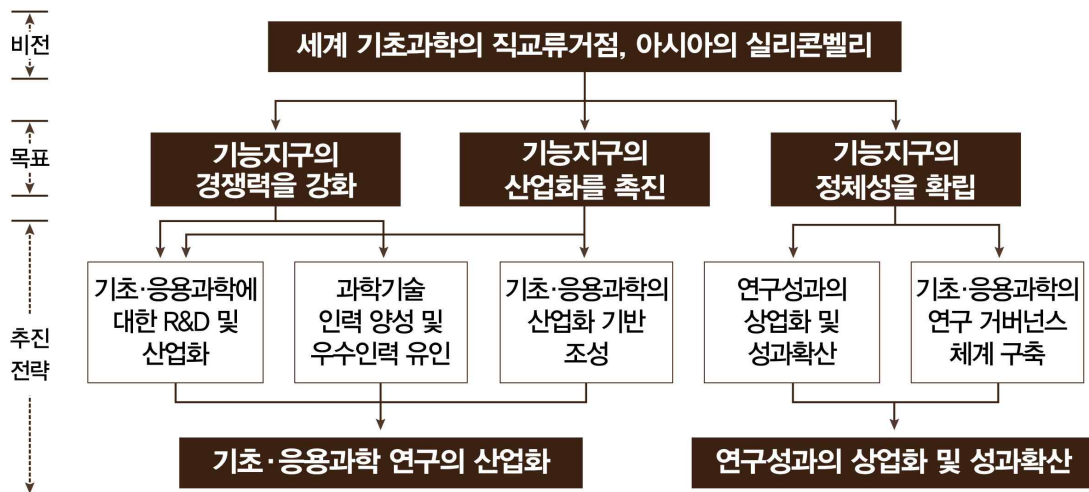 비전
세계 기초과학의 직교류거점, 아시아의 실리콘벨리
목표
기능지구의
경쟁력을 강화
기능지구의
산업화를 촉진
기능지구의
정체성을 확립
추진
전략
기초·응용과학에
대한 R&D 및
산업화
과학기술
인력 양성 및
우수인력 유인
기초·응용과학의
산업화 기반
조성
연구성과의
상업화 및
성과확산
기초·응용과학의
연구 거버넌스
체계 구축
기초·응용과학 연구의 산업화
연구성과의 상업화 및 성과확산